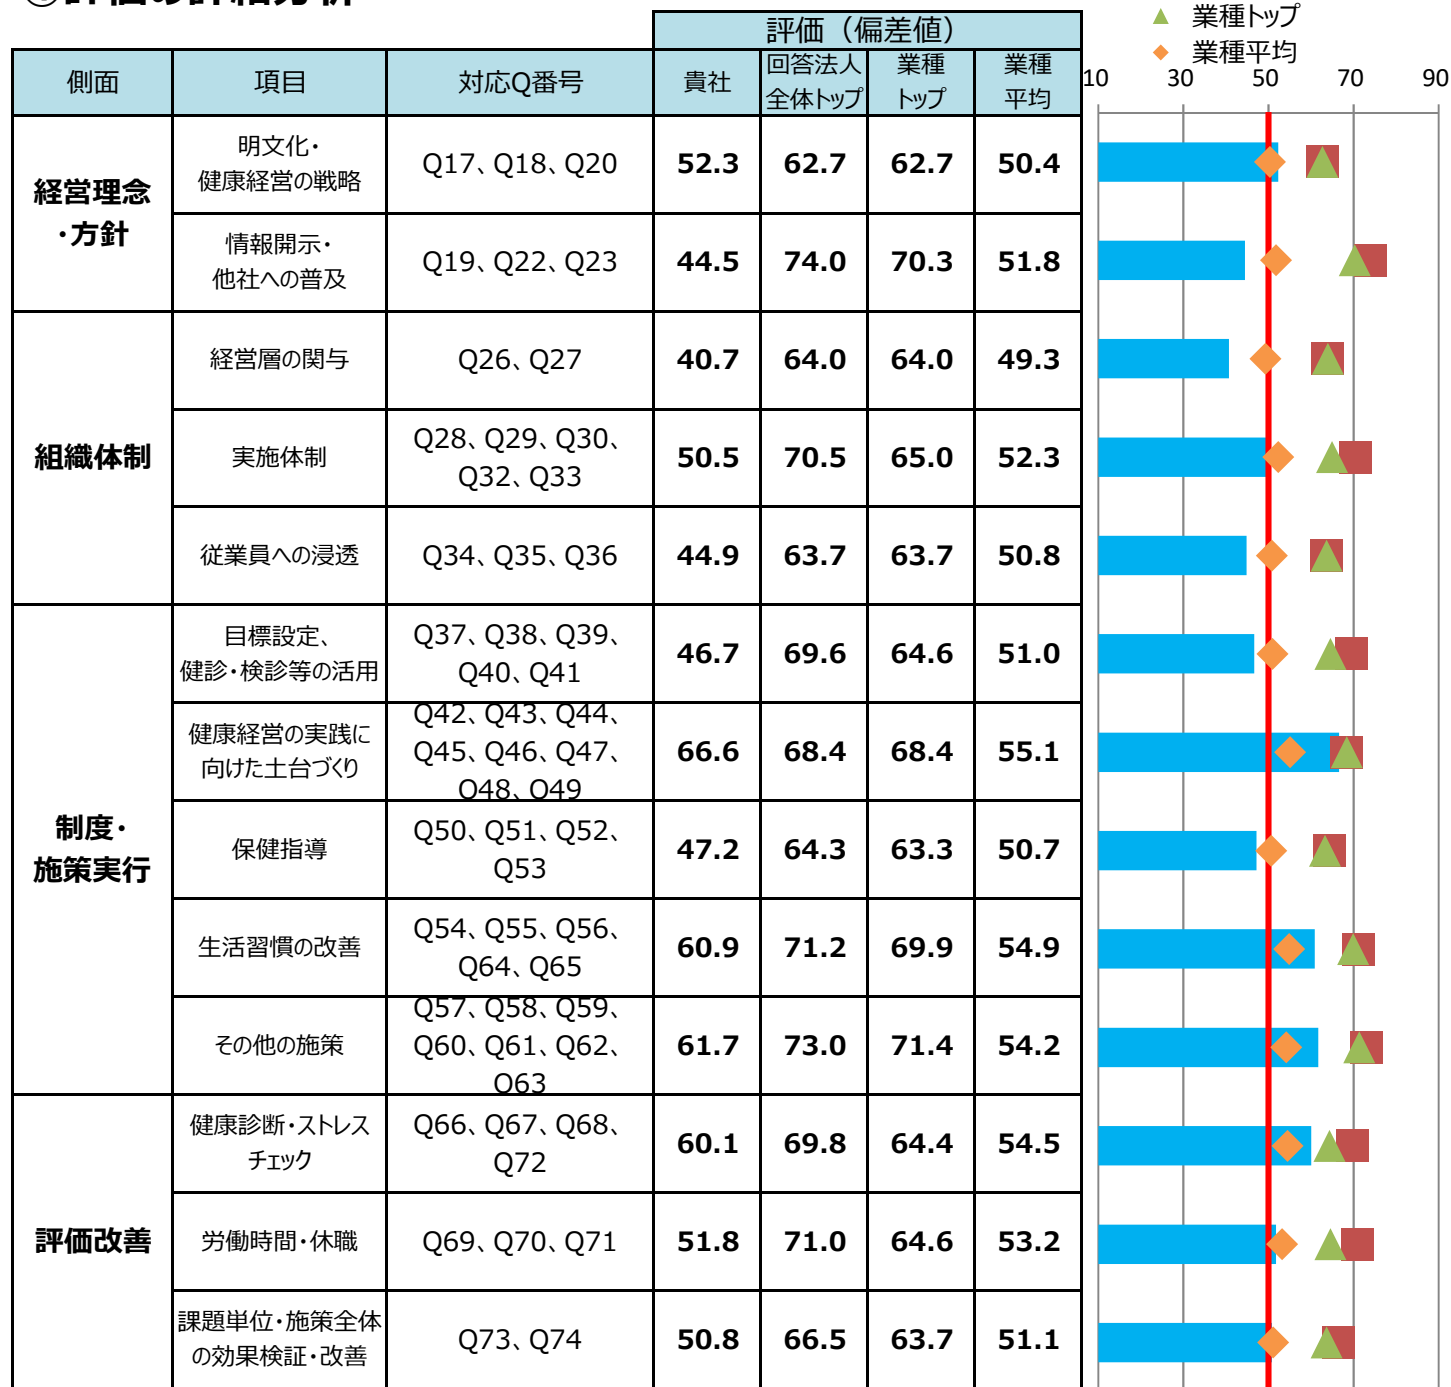 評価の詳細分析
▲ 業種トップ
◆ 業種平均
評価（偏差値）
側面 項目 対応Q番号 貴社 回答法人全体トップ 業種トップ 業種平均
10 30 50 70 90
経営理念・方針
明文化・
健康経営の戦略
Q17、Q18、Q20
52.3 62.7 62.7 50.4
情報開示・
他社への普及
Q19、Q22、Q23
44.5 74.0 70.3 51.8
組織体制
経営層の関与
Q26、Q27
40.7 64.0 64.0 49.3
実施体制
Q28、Q29、Q30、
Q32、Q33
50.5 70.5 65.0 52.3
従業員への浸透
Q34、Q35、Q36
44.9 63.7 63.7 50.8
制度・
施策実行
目標設定、
健診・検診等の活用
Q37、Q38、Q39、
Q40、Q41
46.7 69.6 64.6 51.0
健康経営の実践に
向けた土台づくり
Q42、Q43、Q44、
Q45、Q46、Q47、
Q48、Q49
66.6 68.4 68.4 55.1
保健指導
Q50、Q51、Q52、
Q53
47.2 64.3 63.3 50.7
生活習慣の改善
Q54、Q55、Q56、
Q64、Q65
60.9 71.2 69.9 54.9
その他の施策
Q57、Q58、Q59、
Q60、Q61、Q62、
Q63
61.7 73.0 71.4 54.2
評価改善
健康診断・ストレス
チェック
Q66、Q67、Q68、
Q72
60.1 69.8 64.4 54.5
労働時間・休職
Q69、Q70、Q71
51.8 71.0 64.6 53.2
課題単位・施策全体
の効果検証・改善
Q73、Q74
50.8 66.5 63.7 51.1